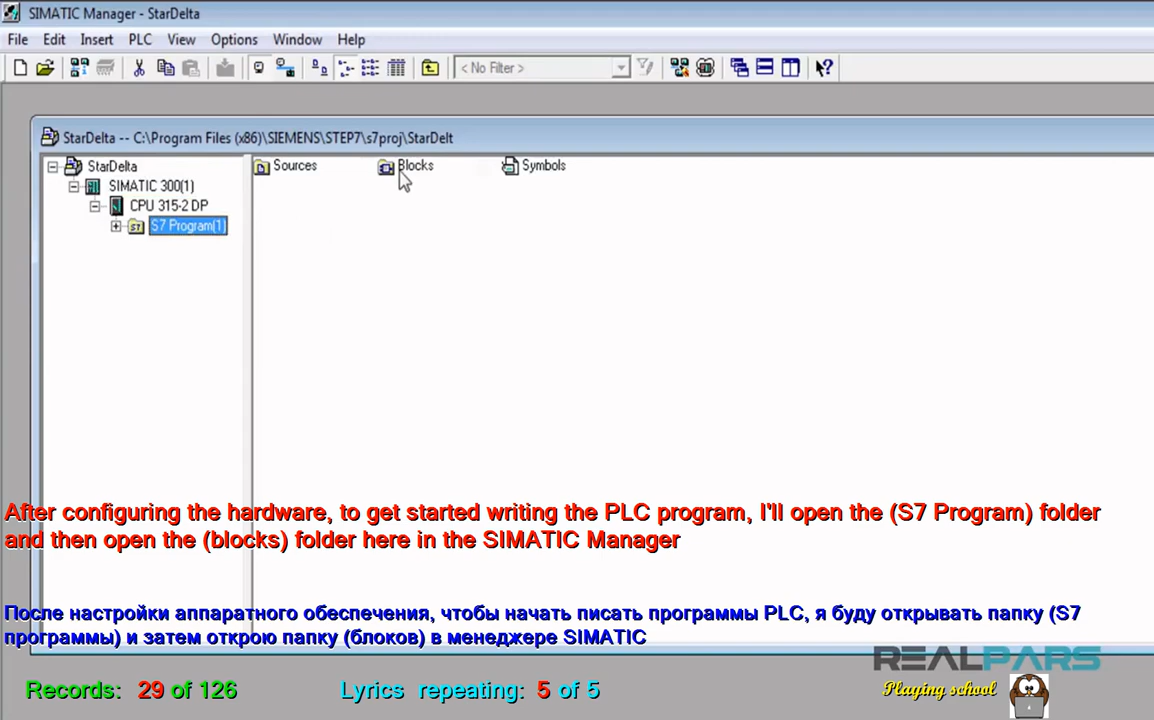 SIMATIC Manager - StarDelta
File Edit Insert PLC View Options Window Help
< No Filter >
StarDelta -- C:\Program Files (x86)\SIEMENS\STEP7\s7proj\StarDelt
StarDelta
SIMATIC 300(1)
CPU 315-2 DP
S7 Program(1)
Sources Blocks Symbols
After configuring the hardware, to get started writing the PLC program, I'll open the (S7 Program) folder
and then open the (blocks) folder here in the SIMATIC Manager
После настройки аппаратного обеспечения, чтобы начать писать программы PLC, я буду открывать папку (S7
программы) и затем открою папку (блоков) в менеджере SIMATIC
REALPARS
Records: 29 of 126 Lyrics repeating: 5 of 5 Playing school